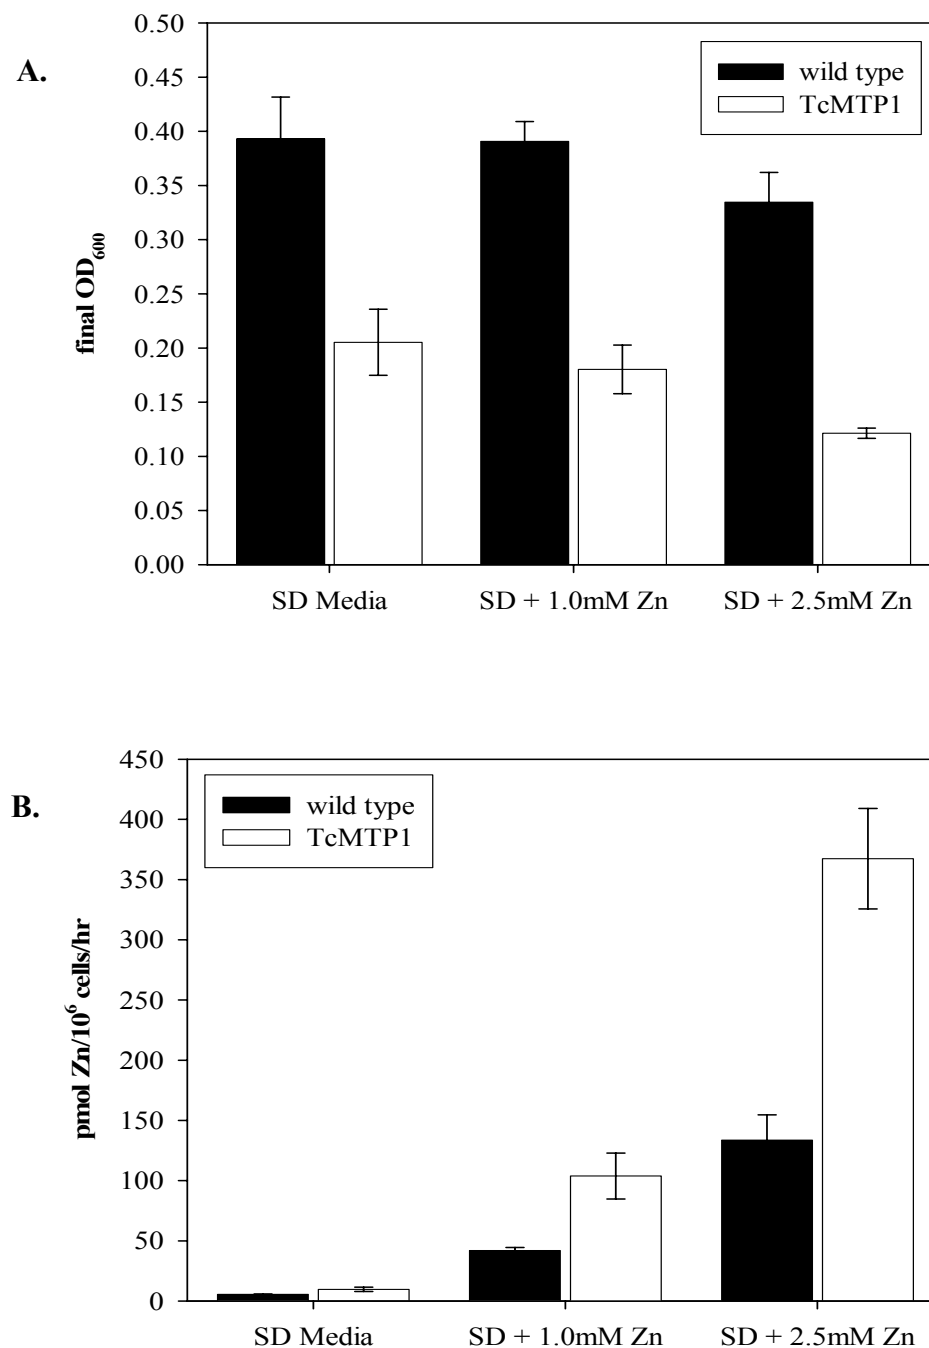 A.
final OD600
0.50
0.45
0.40
0.35
0.30
0.25
0.20
0.15
0.10
0.05
0.00
wild type
TcMTP1
SD Media
SD + 1.0mM Zn
SD + 2.5mM Zn
B.
pmol Zn/10⁶ cells/hr
450
400
350
300
250
200
150
100
50
0
wild type
TcMTP1
SD Media
SD + 1.0mM Zn
SD + 2.5mM Zn